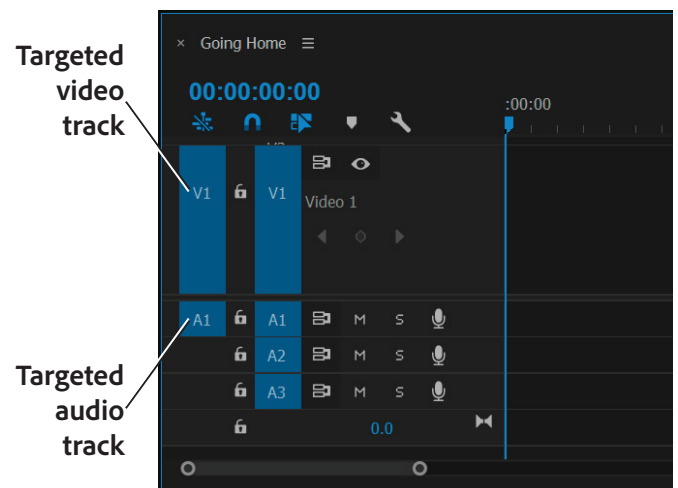 × Going Home
Targeted
video
track
00:00:00:00
:00:00
V1 V1
Video 1
A1 A1 M S
A2 M S
A3 M S
0.0
Targeted
audio
track